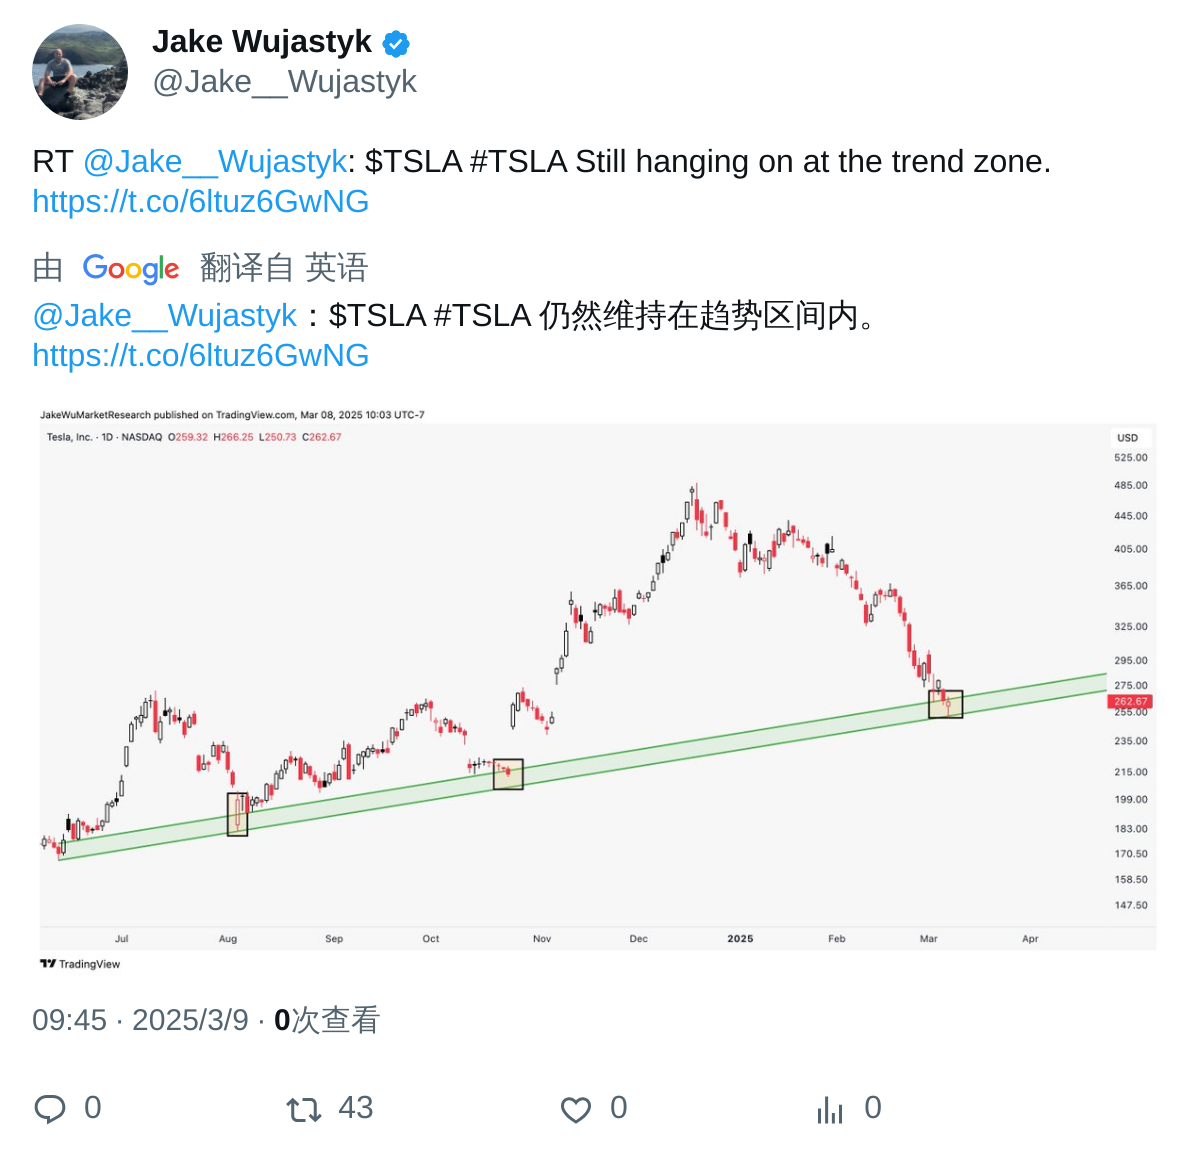 Jake Wujastyk
@Jake__Wujastyk
RT @Jake__Wujastyk: $TSLA #TSLA Still hanging on at the trend zone.
https://t.co/6ltuz6GwNG
由 Google 翻译自 英语
@Jake__Wujastyk：$TSLA #TSLA 仍然维持在趋势区间内。
https://t.co/6ltuz6GwNG
JakeWuMarketResearch published on TradingView.com, Mar 08, 2025 10:03 UTC-7
Tesla, Inc. · 1D · NASDAQ O259.32 H266.25 L250.73 C262.67
USD
525.00
485.00
445.00
405.00
365.00
325.00
295.00
275.00
262.67
255.00
235.00
215.00
199.00
183.00
170.50
158.50
147.50
Jul Aug Sep Oct Nov Dec 2025 Feb Mar Apr
TradingView
09:45 · 2025/3/9 · 0次查看
0 43 0 0